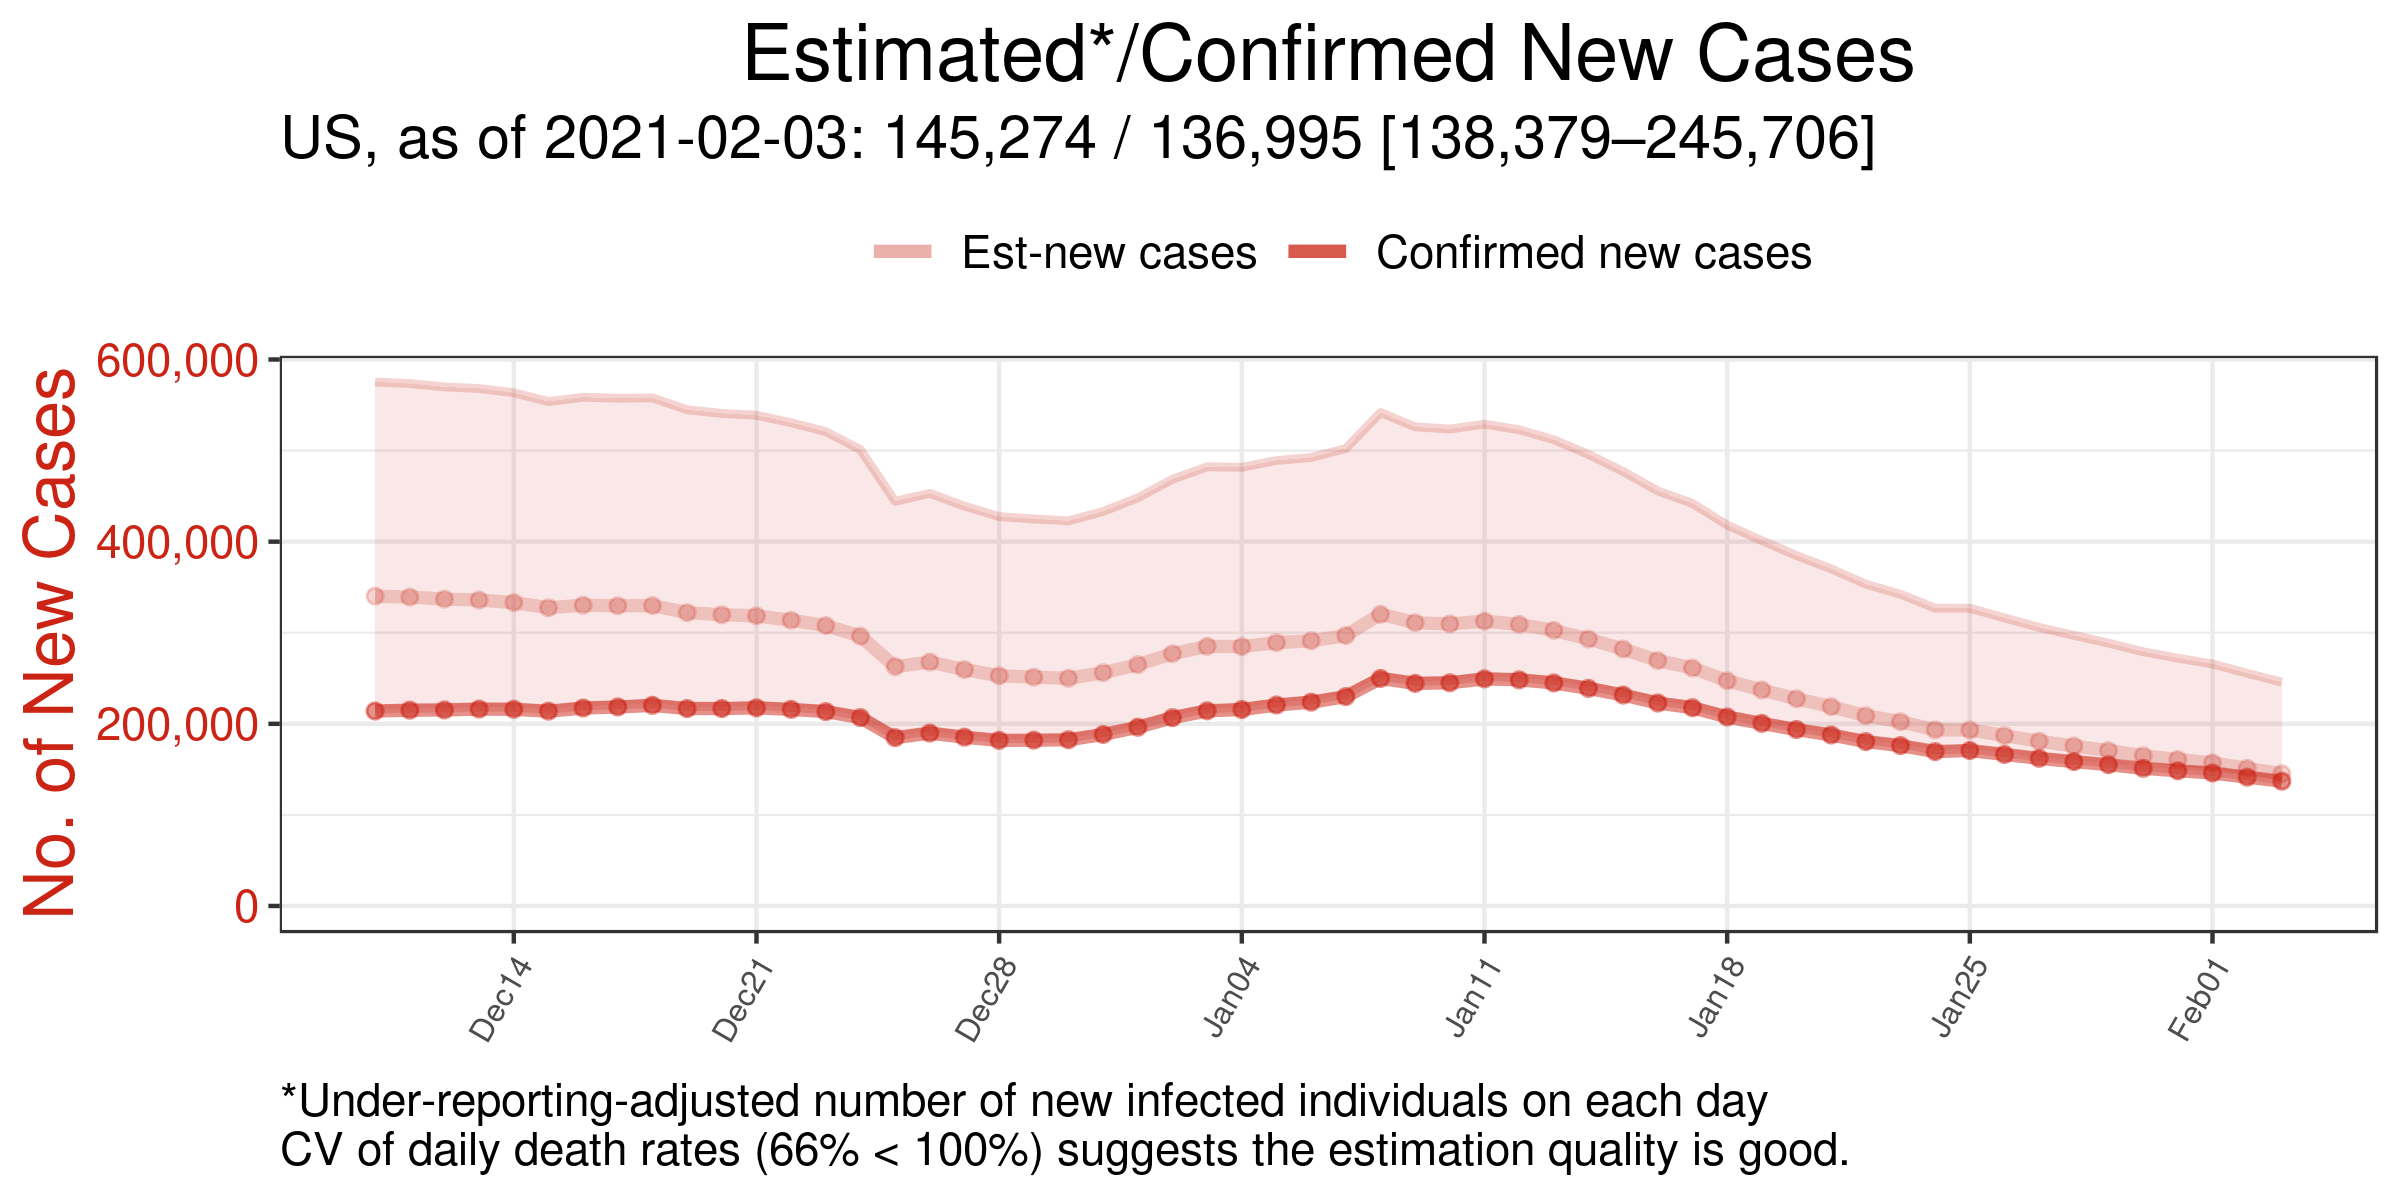 Estimated*/Confirmed New Cases
US, as of 2021-02-03: 145,274 / 136,995 [138,379–245,706]
Est-new cases
Confirmed new cases
No. of New Cases
600,000
400,000
200,000
0
Dec14
Dec21
Dec28
Jan04
Jan11
Jan18
Jan25
Feb01
*Under-reporting-adjusted number of new infected individuals on each day
CV of daily death rates (66% < 100%) suggests the estimation quality is good.